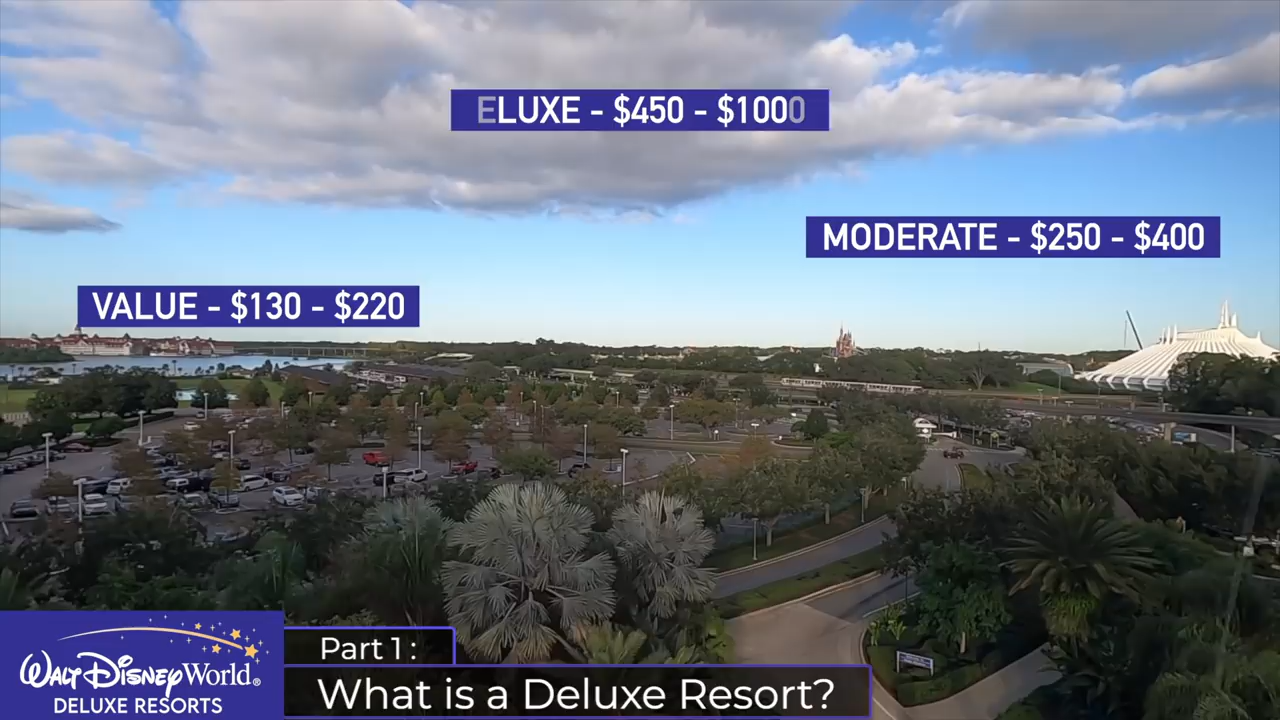 ELUXE - $450 - $1000
MODERATE - $250 - $400
VALUE - $130 - $220
Walt Disney World®
DELUXE RESORTS
Part 1:
What is a Deluxe Resort?